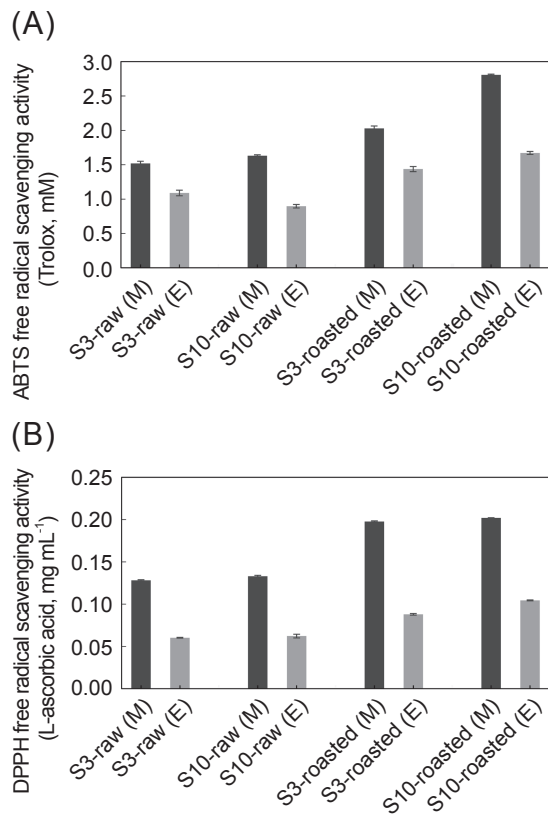 (A)
ABTS free radical scavenging activity
(Trolox, mM)
3.0
2.5
2.0
1.5
1.0
0.5
0.0
S3-raw (M)
S3-raw (E)
S10-raw (M)
S10-raw (E)
S3-roasted (M)
S3-roasted (E)
S10-roasted (M)
S10-roasted (E)
(B)
DPPH free radical scavenging activity
(L-ascorbic acid, mg mL⁻¹)
0.25
0.20
0.15
0.10
0.05
0.00
S3-raw (M)
S3-raw (E)
S10-raw (M)
S10-raw (E)
S3-roasted (M)
S3-roasted (E)
S10-roasted (M)
S10-roasted (E)